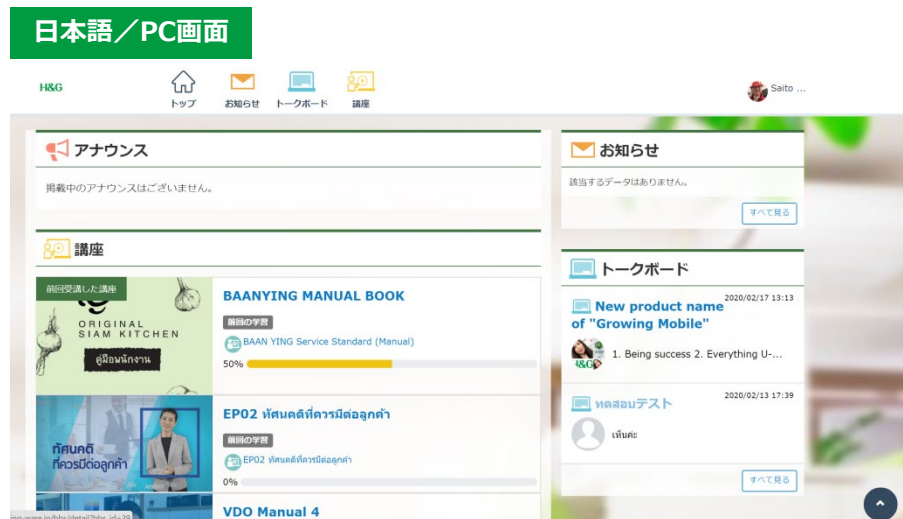 日本語／PC画面
H&G
トップ
お知らせ
トークボード
講座
Saito ...
アナウンス
掲載中のアナウンスはございません。
講座
前回受講した講座
ORIGINAL
SIAM KITCHEN
คู่มือพนักงาน
BAANYING MANUAL BOOK
前回の学習
BAAN YING Service Standard (Manual)
50%
ทัศนคติ
ที่ควรมีต่อลูกค้า
EP02 ทัศนคติที่ควรมีต่อลูกค้า
前回の学習
EP02 ทัศนคติที่ควรมีต่อลูกค้า
0%
VDO Manual 4
お知らせ
該当するデータはありません。
すべて見る
トークボード
2020/02/17 13:13
New product name
of "Growing Mobile"
H&G
1. Being success 2. Everything U-...
2020/02/13 17:39
ทดสอบテスト
เห็นค่ะ
すべて見る